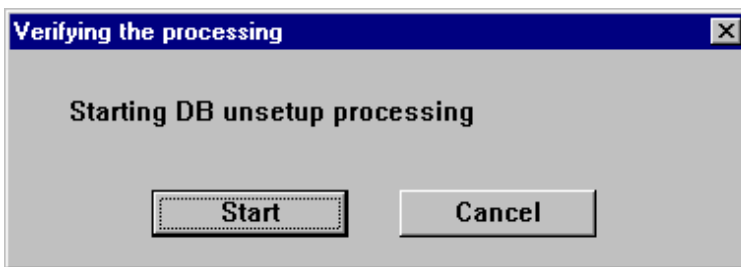 Verifying the processing
Starting DB unsetup processing
Start Cancel